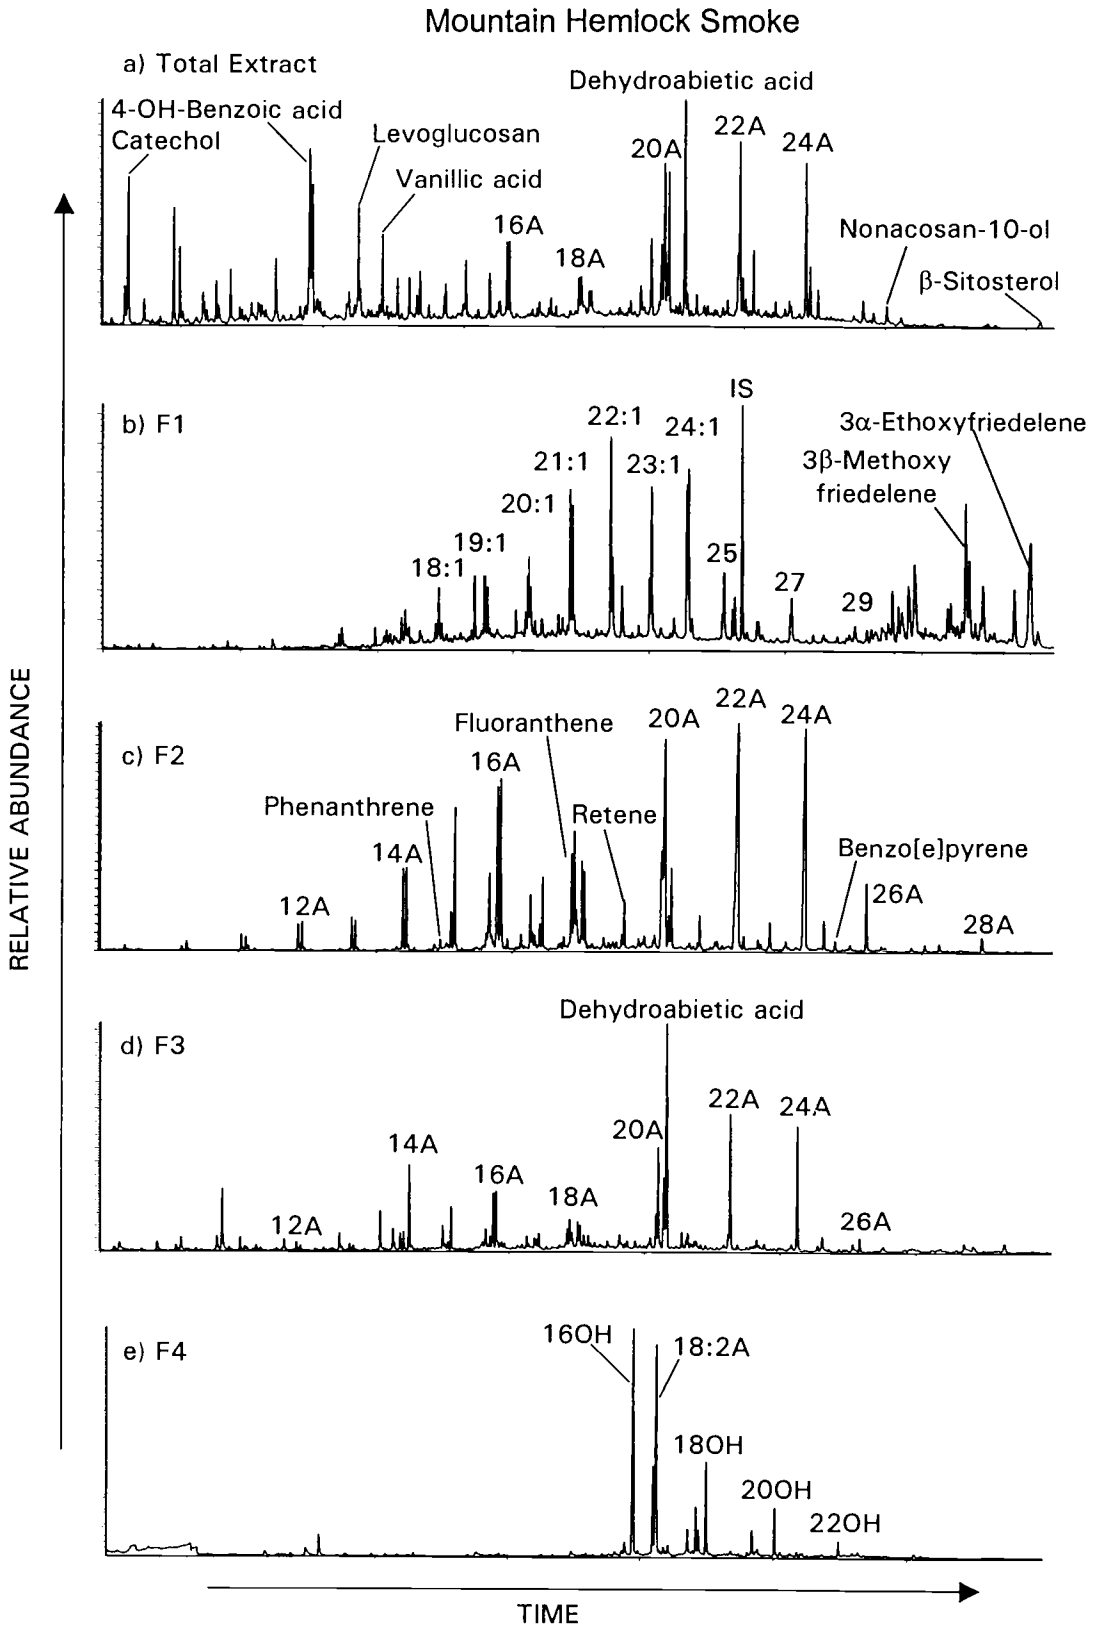 Mountain Hemlock Smoke
a) Total Extract
Dehydroabietic acid
4-OH-Benzoic acid
Catechol
Levoglucosan
Vanillic acid
16A
18A
20A
22A
24A
Nonacosan-10-ol
β-Sitosterol
b) F1
18:1
19:1
20:1
21:1
22:1
23:1
24:1
25
IS
27
29
3α-Ethoxyfriedelene
3β-Methoxy
friedelene
c) F2
12A
14A
Phenanthrene
16A
Fluoranthene
Retene
20A
22A
24A
Benzo[e]pyrene
26A
28A
d) F3
12A
14A
16A
18A
20A
Dehydroabietic acid
22A
24A
26A
e) F4
16OH
18:2A
18OH
20OH
22OH
RELATIVE ABUNDANCE
TIME